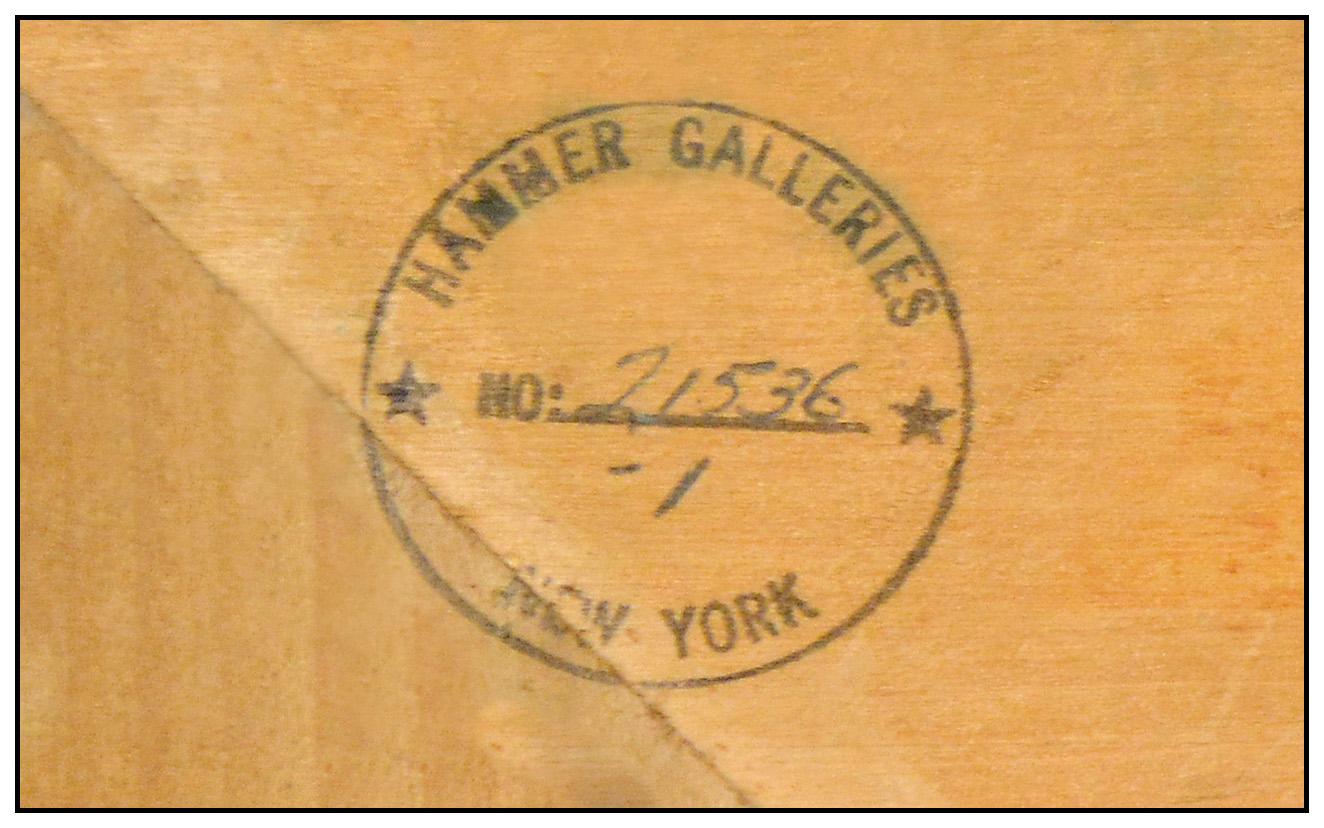 HAMMER GALLERIES
NO: 21536
-1
NEW YORK